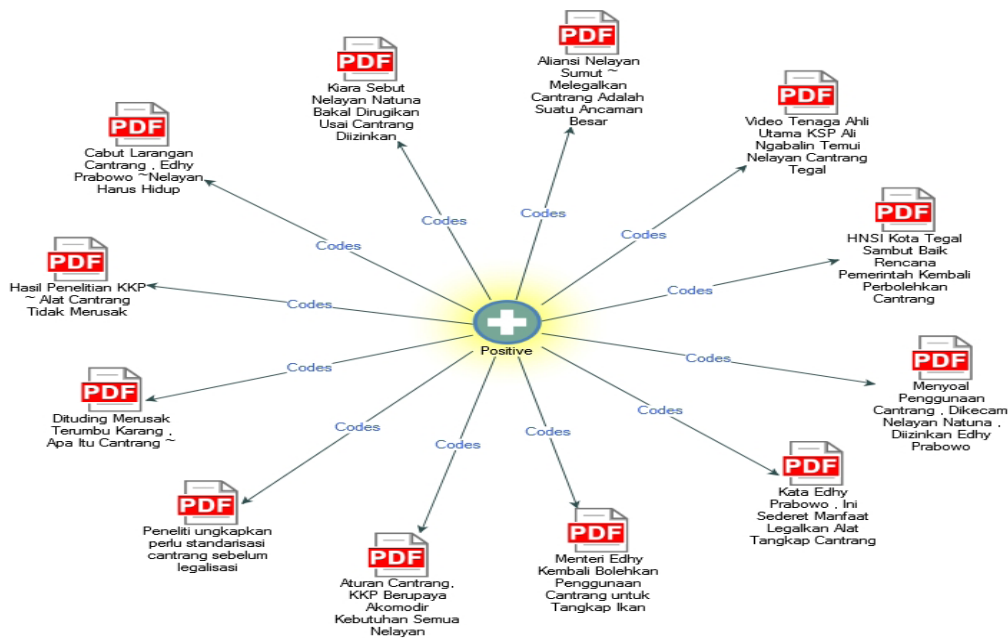 PDF
Aliansi Nelayan
Sumut ~
Melegalkan
Cantrang Adalah
Suatu Ancaman
Besar
PDF
Kiara Sebut
Nelayan Natuna
Bakal Dirugikan
Usai Cantrang
Diizinkan
PDF
Video Tenaga Ahli
Utama KSP Ali
Ngabalin Temui
Nelayan Cantrang
Tegal
PDF
Cabut Larangan
Cantrang , Edhy
Prabowo ~Nelayan
Harus Hidup
PDF
HNSI Kota Tegal
Sambut Baik
Rencana
Pemerintah Kembali
Perbolehkan
Cantrang
PDF
Hasil Penelitian KKP
~ Alat Cantrang
Tidak Merusak
Codes
Codes
Codes
Codes
Codes
Codes
Positive
Codes
Codes
Codes
Codes
Codes
Codes
PDF
Menyoal
Penggunaan
Cantrang , Dikecam
Nelayan Natuna ,
Diizinkan Edhy
Prabowo
PDF
Dituding Merusak
Terumbu Karang ,
Apa Itu Cantrang ~
PDF
Kata Edhy
Prabowo , Ini
Sederet Manfaat
Legalkan Alat
Tangkap Cantrang
PDF
Peneliti ungkapkan
perlu standarisasi
cantrang sebelum
legalisasi
PDF
Aturan Cantrang,
KKP Berupaya
Akomodir
Kebutuhan Semua
Nelayan
PDF
Menteri Edhy
Kembali Bolehkan
Penggunaan
Cantrang untuk
Tangkap Ikan